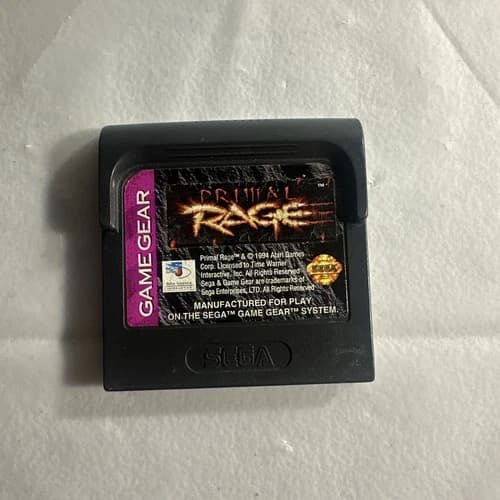 GAME GEAR
PRIMAL
RAGE™
Primal Rage™ & © 1994 Atari Games
Corp. Licensed to Time Warner
Interactive, Inc. All Rights Reserved
Sega & Game Gear are trademarks of
Sega Enterprises, LTD. All Rights Reserved
SEGA
MANUFACTURED FOR PLAY
ON THE SEGA™ GAME GEAR™ SYSTEM.
SEGA